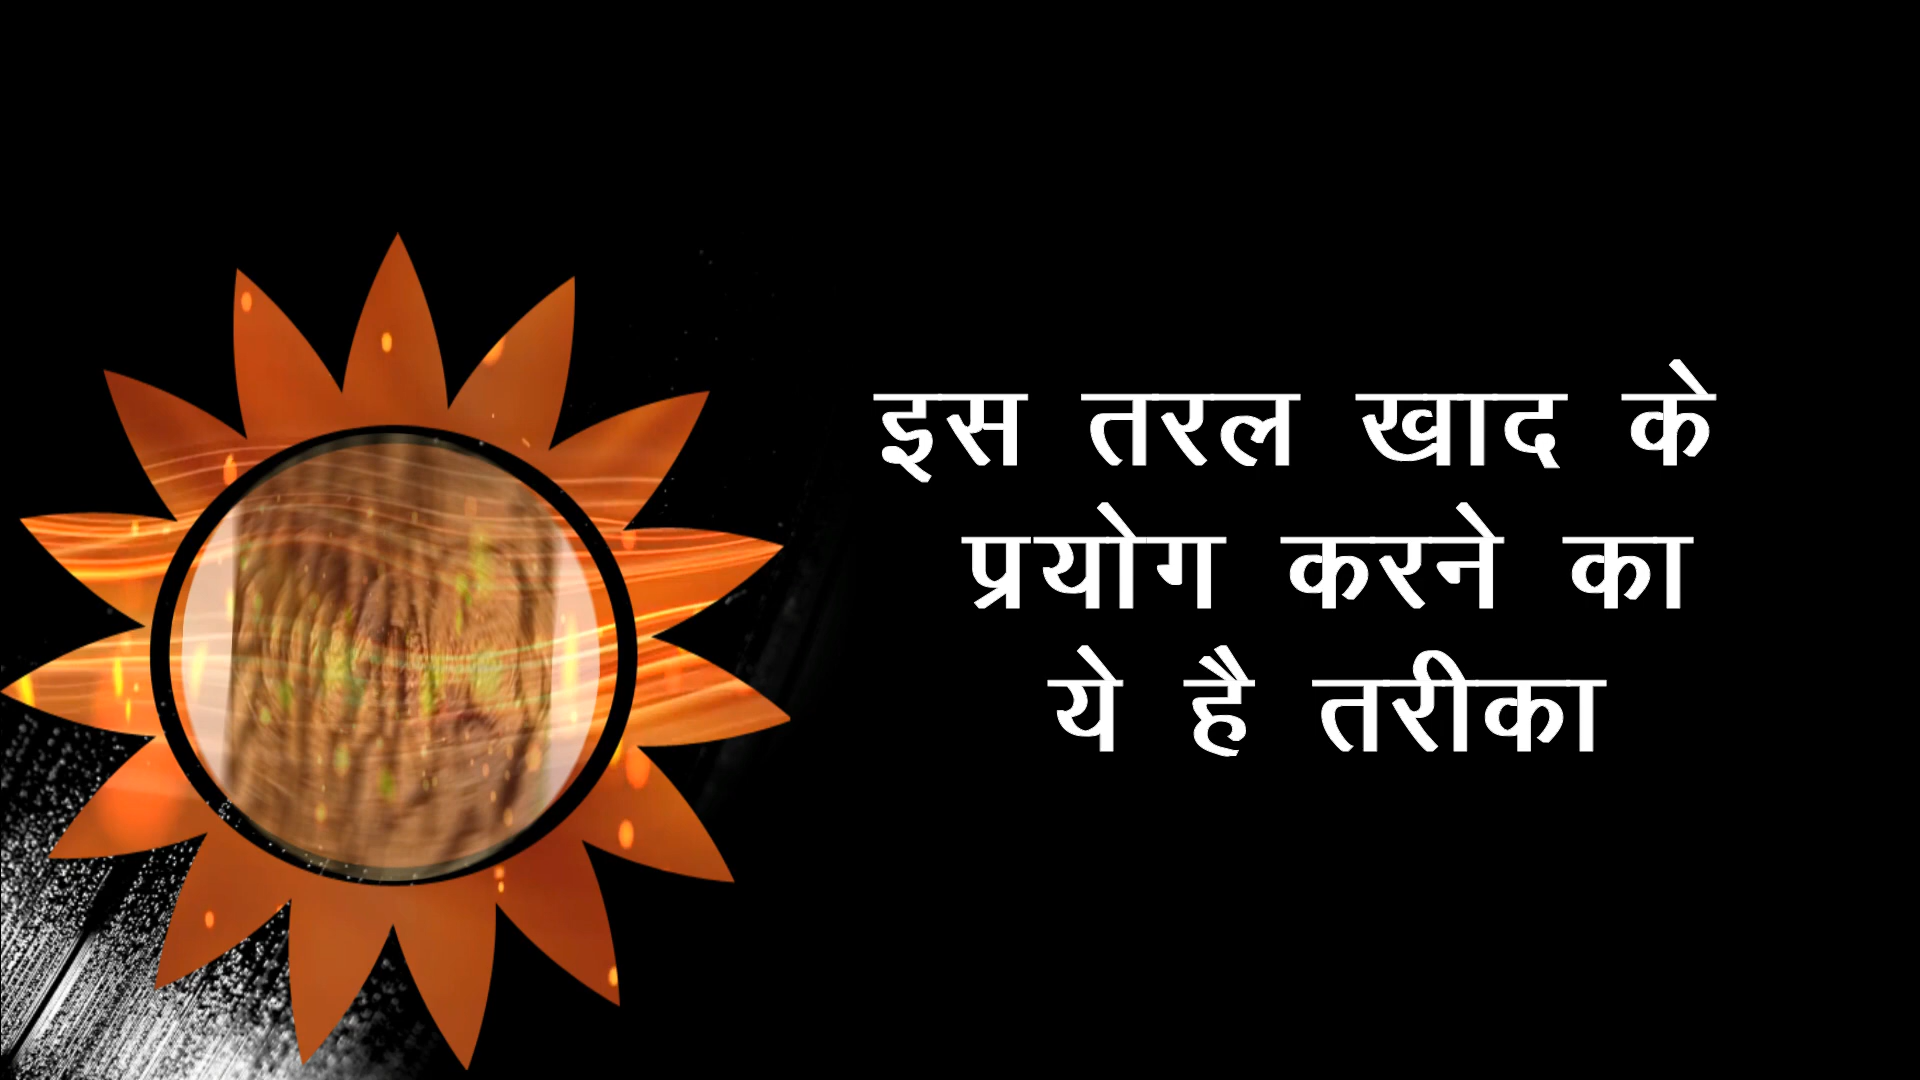 इस तरल खाद के
प्रयोग करने का
ये है तरीका